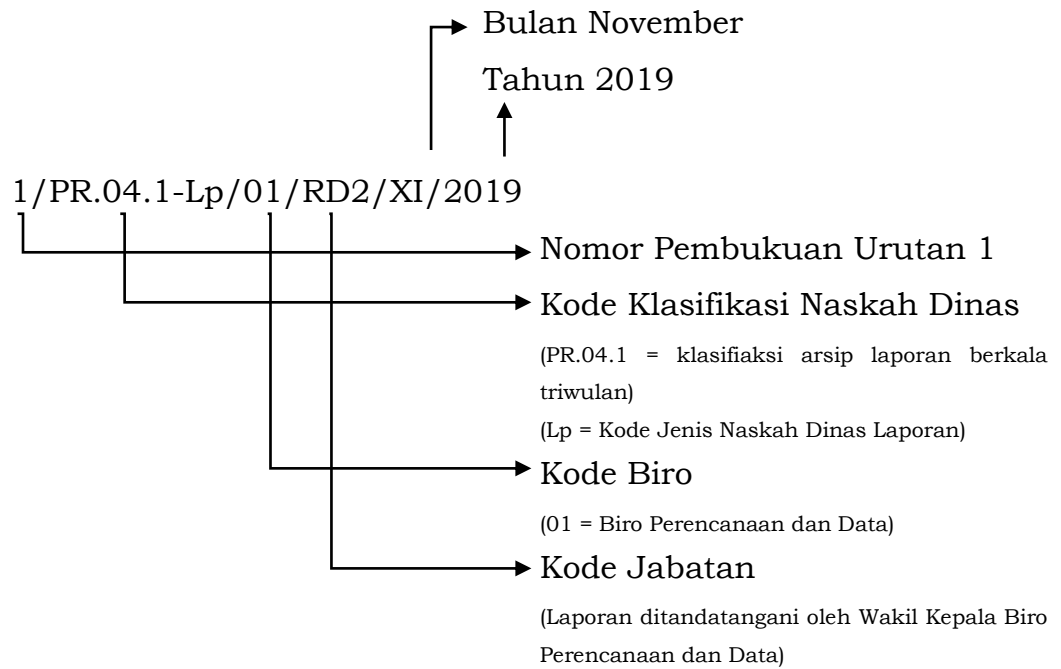 Bulan November
Tahun 2019
1/PR.04.1-Lp/01/RD2/XI/2019
Nomor Pembukuan Urutan 1
Kode Klasifikasi Naskah Dinas
(PR.04.1 = klasifiaksi arsip laporan berkala
triwulan)
(Lp = Kode Jenis Naskah Dinas Laporan)
Kode Biro
(01 = Biro Perencanaan dan Data)
Kode Jabatan
(Laporan ditandatangani oleh Wakil Kepala Biro
Perencanaan dan Data)